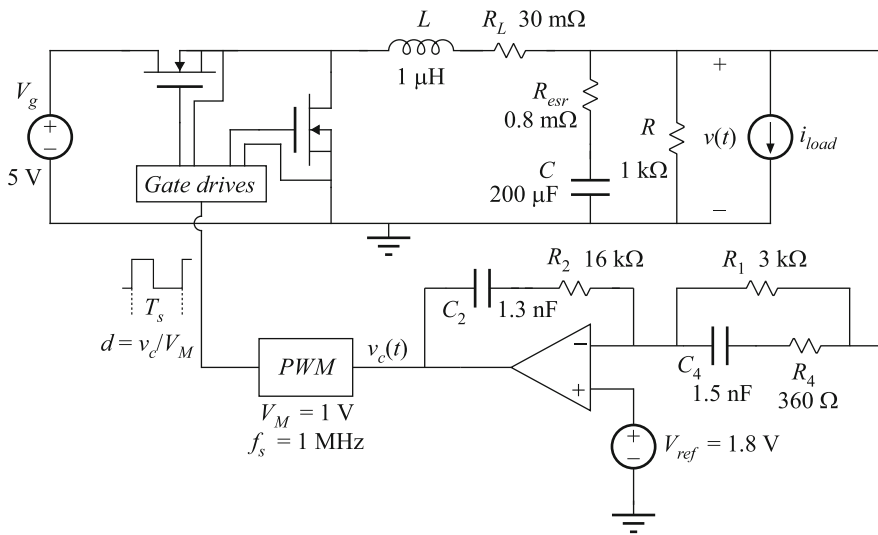 L
R_L 30 mΩ
1 μH
V_g
+
−
5 V
Gate drives
R_esr
0.8 mΩ
C
200 μF
R
1 kΩ
+
v(t)
−
i_load
T_s
d = v_c/V_M
PWM
V_M = 1 V
f_s = 1 MHz
v_c(t)
C_2
1.3 nF
R_2 16 kΩ
−
+
R_1 3 kΩ
C_4
1.5 nF
R_4
360 Ω
+
−
V_ref = 1.8 V